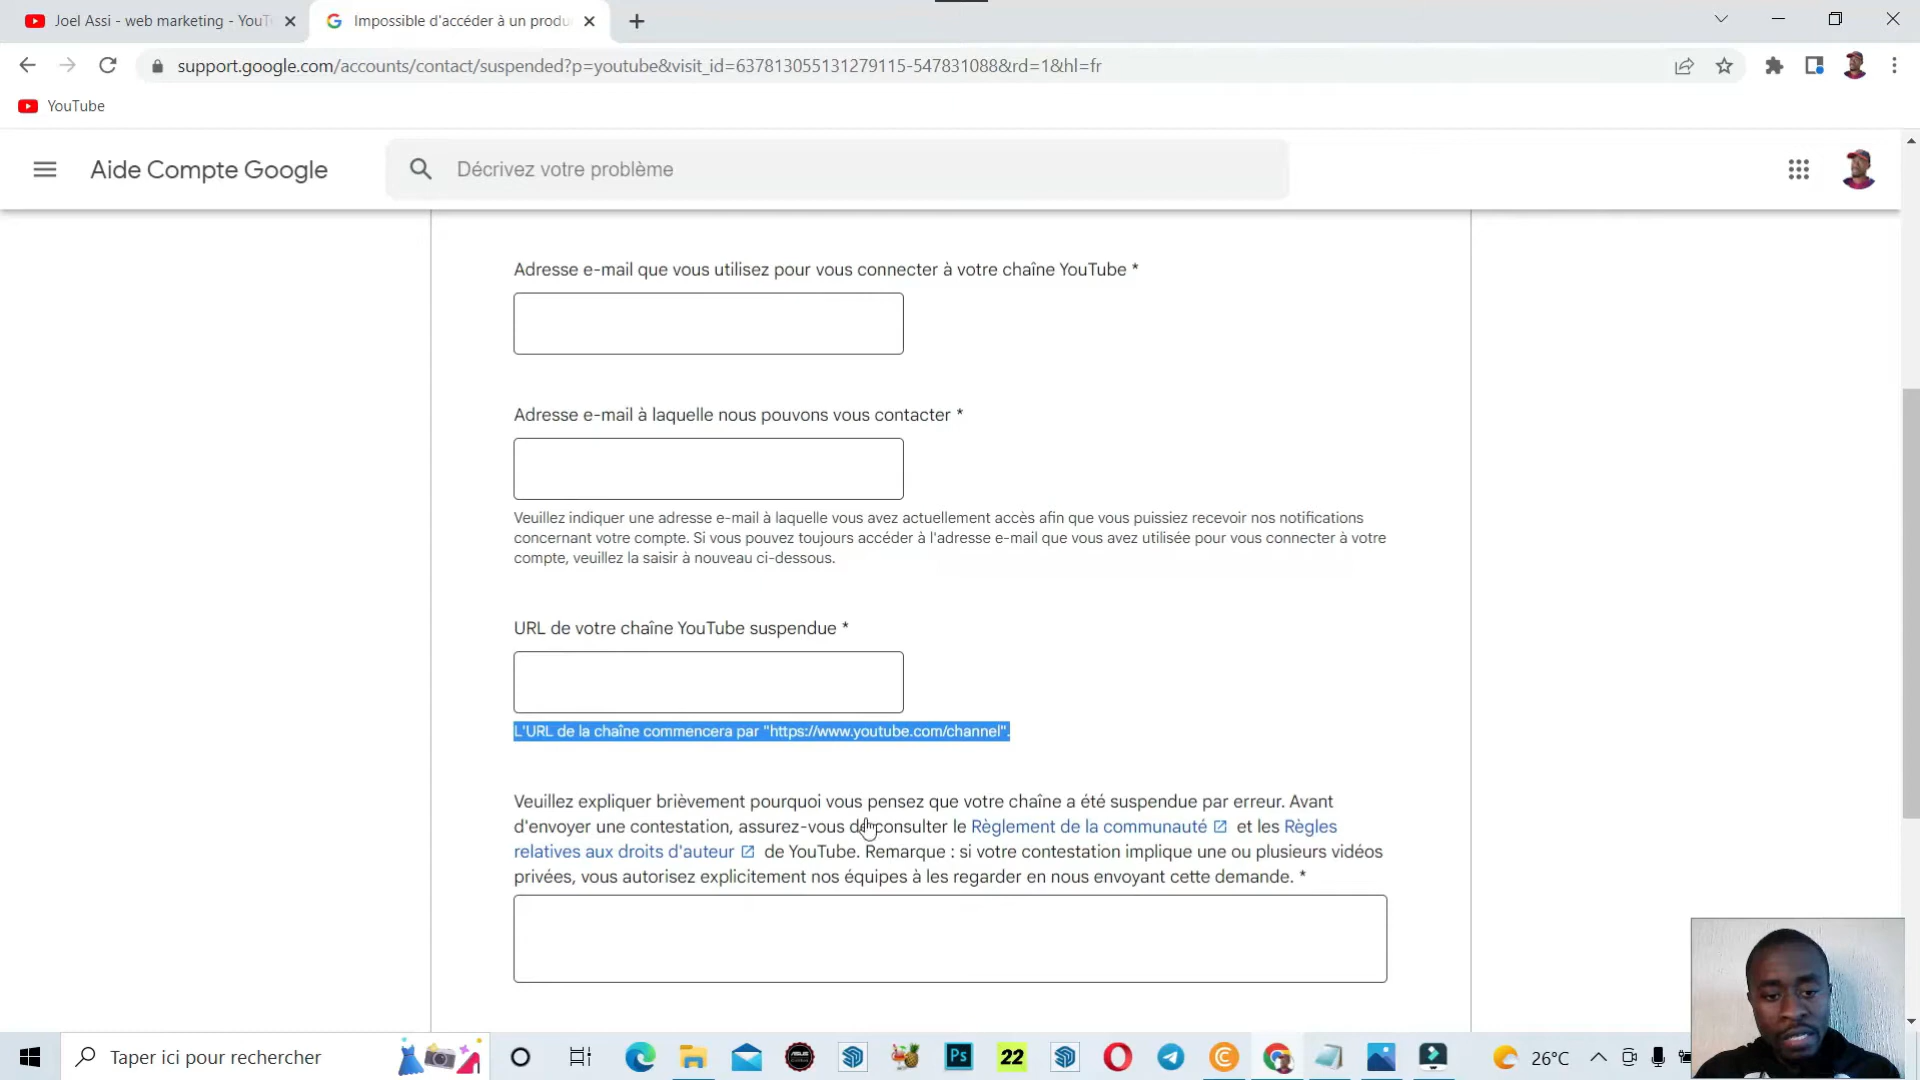 Joel Assi - web marketing - YouT
Impossible d'accéder à un produ
support.google.com/accounts/contact/suspended?p=youtube&visit_id=637813055131279115-547831088&rd=1&hl=fr
YouTube
Aide Compte Google
Décrivez votre problème
Adresse e-mail que vous utilisez pour vous connecter à votre chaîne YouTube *
Adresse e-mail à laquelle nous pouvons vous contacter *
Veuillez indiquer une adresse e-mail à laquelle vous avez actuellement accès afin que vous puissiez recevoir nos notifications
concernant votre compte. Si vous pouvez toujours accéder à l'adresse e-mail que vous avez utilisée pour vous connecter à votre
compte, veuillez la saisir à nouveau ci-dessous.
URL de votre chaîne YouTube suspendue *
L'URL de la chaîne commencera par "https://www.youtube.com/channel".
Veuillez expliquer brièvement pourquoi vous pensez que votre chaîne a été suspendue par erreur. Avant
d'envoyer une contestation, assurez-vous de consulter le Règlement de la communauté et les Règles
relatives aux droits d'auteur de YouTube. Remarque : si votre contestation implique une ou plusieurs vidéos
privées, vous autorisez explicitement nos équipes à les regarder en nous envoyant cette demande. *
Taper ici pour rechercher
Ps
22
26°C